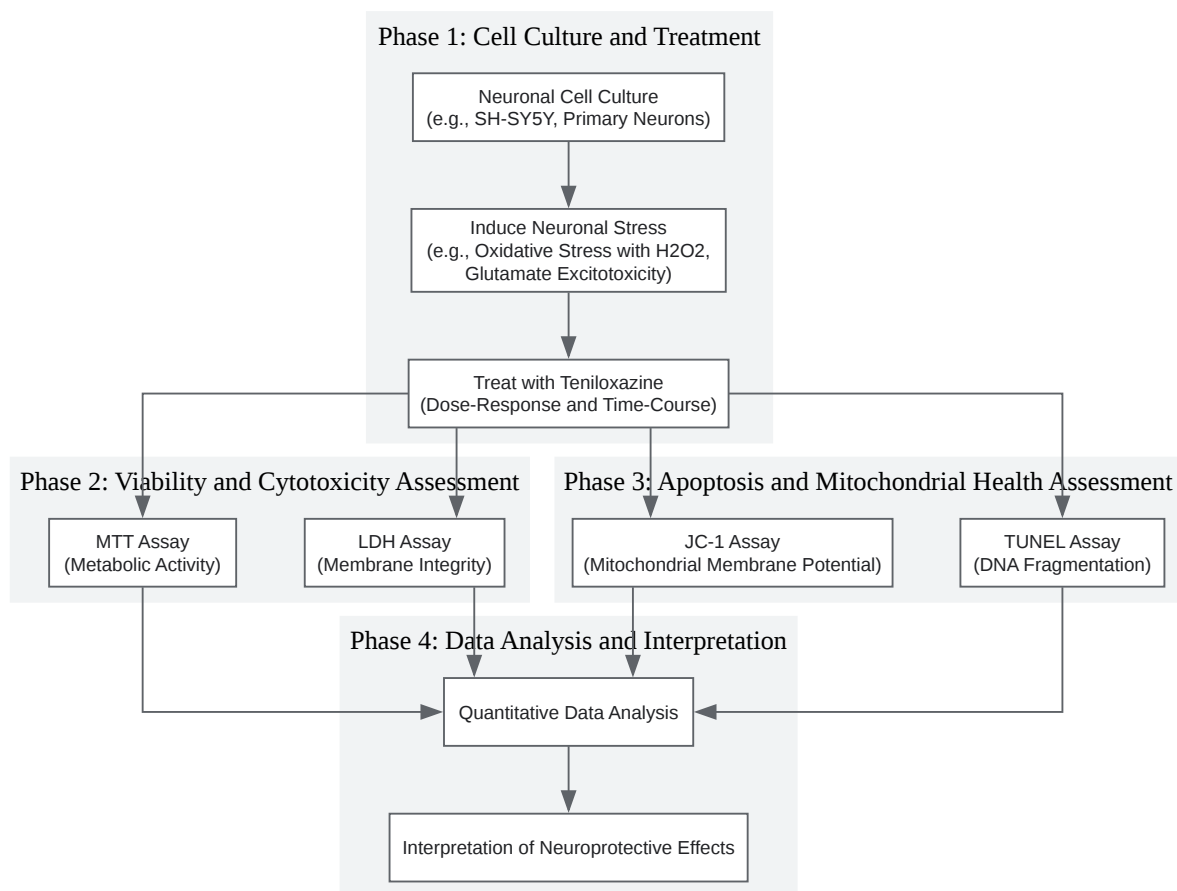 Phase 1: Cell Culture and Treatment
Neuronal Cell Culture
(e.g., SH-SY5Y, Primary Neurons)
Induce Neuronal Stress
(e.g., Oxidative Stress with H2O2,
Glutamate Excitotoxicity)
Treat with Teniloxazine
(Dose-Response and Time-Course)
Phase 2: Viability and Cytotoxicity Assessment
MTT Assay
(Metabolic Activity)
LDH Assay
(Membrane Integrity)
Phase 3: Apoptosis and Mitochondrial Health Assessment
JC-1 Assay
(Mitochondrial Membrane Potential)
TUNEL Assay
(DNA Fragmentation)
Phase 4: Data Analysis and Interpretation
Quantitative Data Analysis
Interpretation of Neuroprotective Effects